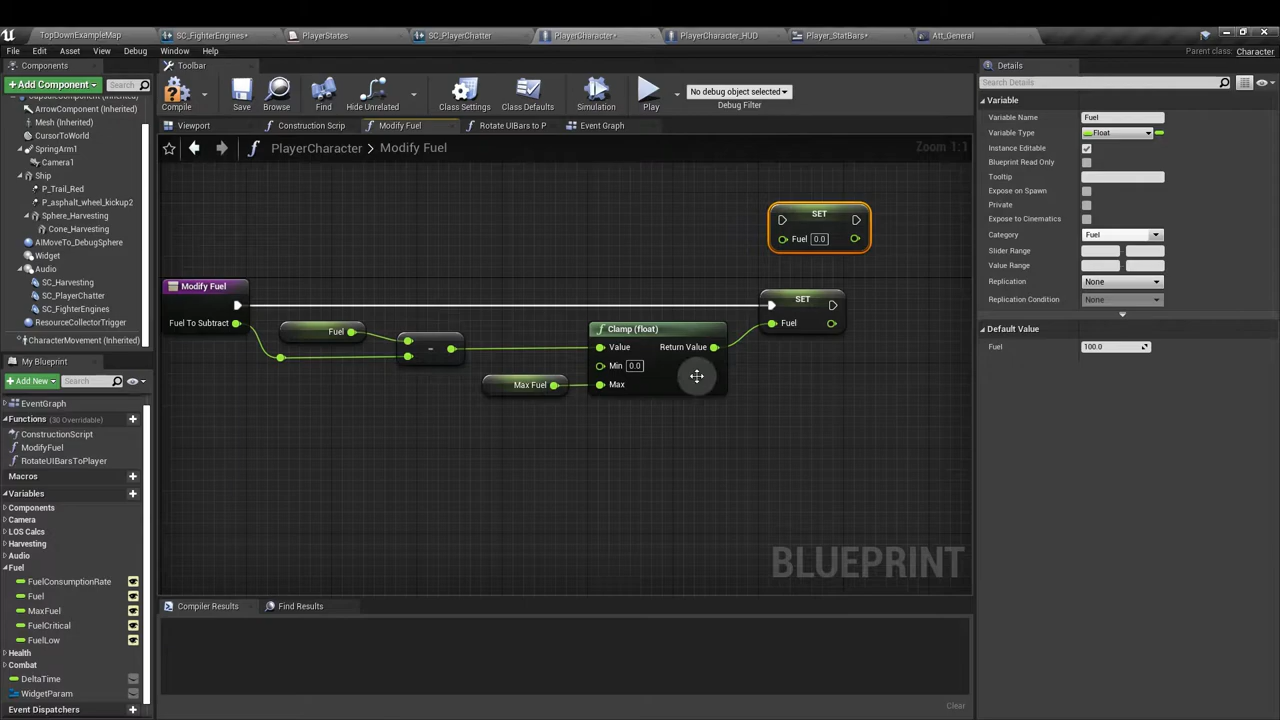 TopDownExampleMap
SC_FighterEngines*
PlayerStates
SC_PlayerChatter
PlayerCharacter*
PlayerCharacter_HUD
Player_StatBars*
Att_General
File Edit Asset View Debug Window Help
Parent class: Character
Components
Toolbar
Details
+Add Component
Search
Compile
Save
Browse
Find
Hide Unrelated
Class Settings
Class Defaults
Simulation
Play
No debug object selected
Debug Filter
Search Details
ArrowComponent (Inherited)
Mesh (Inherited)
CursorToWorld
SpringArm1
Camera1
Ship
P_Trail_Red
P_asphalt_wheel_kickup2
Sphere_Harvesting
Cone_Harvesting
AIMoveTo_DebugSphere
Widget
Audio
SC_Harvesting
SC_PlayerChatter
SC_FighterEngines
ResourceCollectorTrigger
CharacterMovement (Inherited)
My Blueprint
+Add New
Search
EventGraph
Functions (30 Overridable)
ConstructionScript
ModifyFuel
RotateUIBarsToPlayer
Macros
Variables
Components
Camera
LOS Calcs
Harvesting
Audio
Fuel
FuelConsumptionRate
Fuel
MaxFuel
FuelCritical
FuelLow
Health
Combat
DeltaTime
WidgetParam
Event Dispatchers
Viewport
Construction Scrip
Modify Fuel
Rotate UIBars to P
Event Graph
PlayerCharacter > Modify Fuel
Zoom 1:1
SET
Fuel 0.0
Modify Fuel
Fuel To Subtract
Fuel
-
Max Fuel
Clamp (float)
Value
Return Value
Min 0.0
Max
SET
Fuel
BLUEPRINT
Compiler Results
Find Results
Clear
Variable
Variable Name Fuel
Variable Type Float
Instance Editable
Blueprint Read Only
Tooltip
Expose on Spawn
Private
Expose to Cinematics
Category Fuel
Slider Range
Value Range
Replication None
Replication Condition None
Default Value
Fuel 100.0